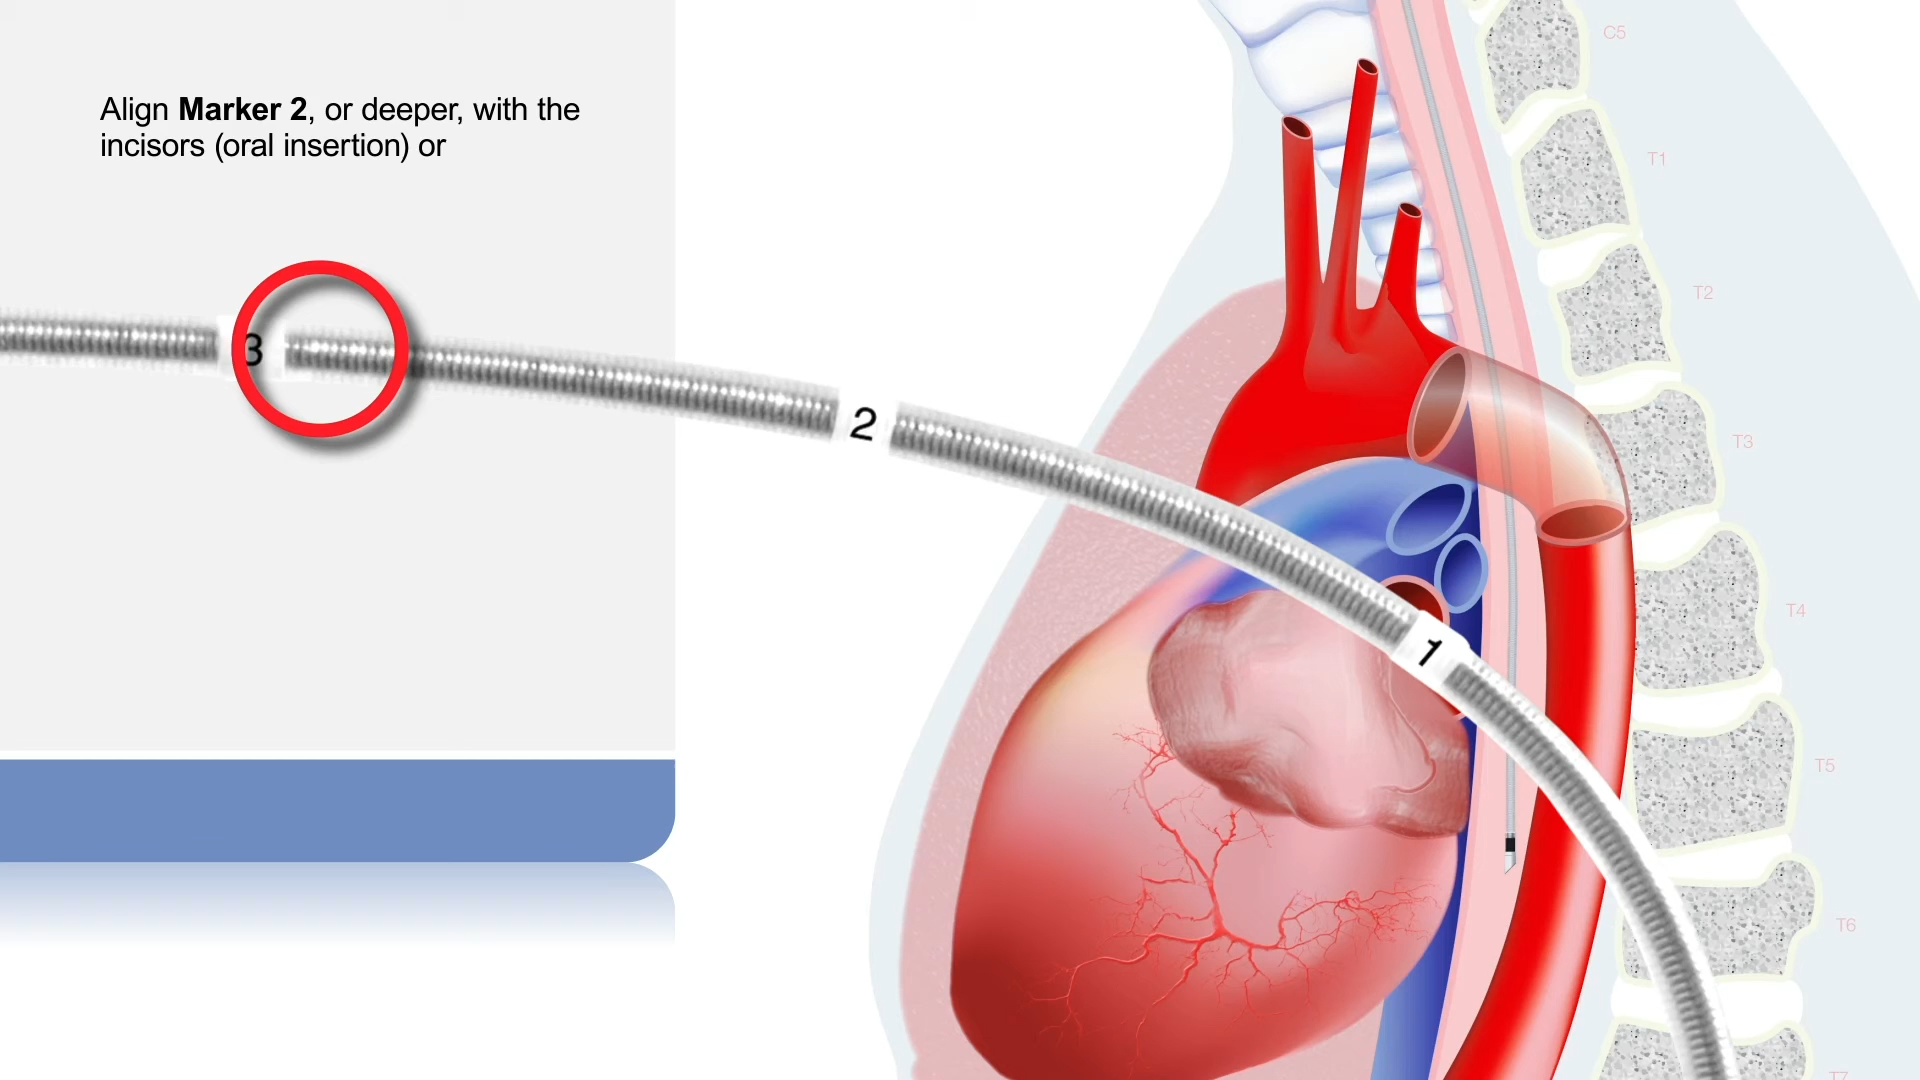 Align Marker 2, or deeper, with the
incisors (oral insertion) or
3
2
1
C5
T1
T2
T3
T4
T5
T6
T7